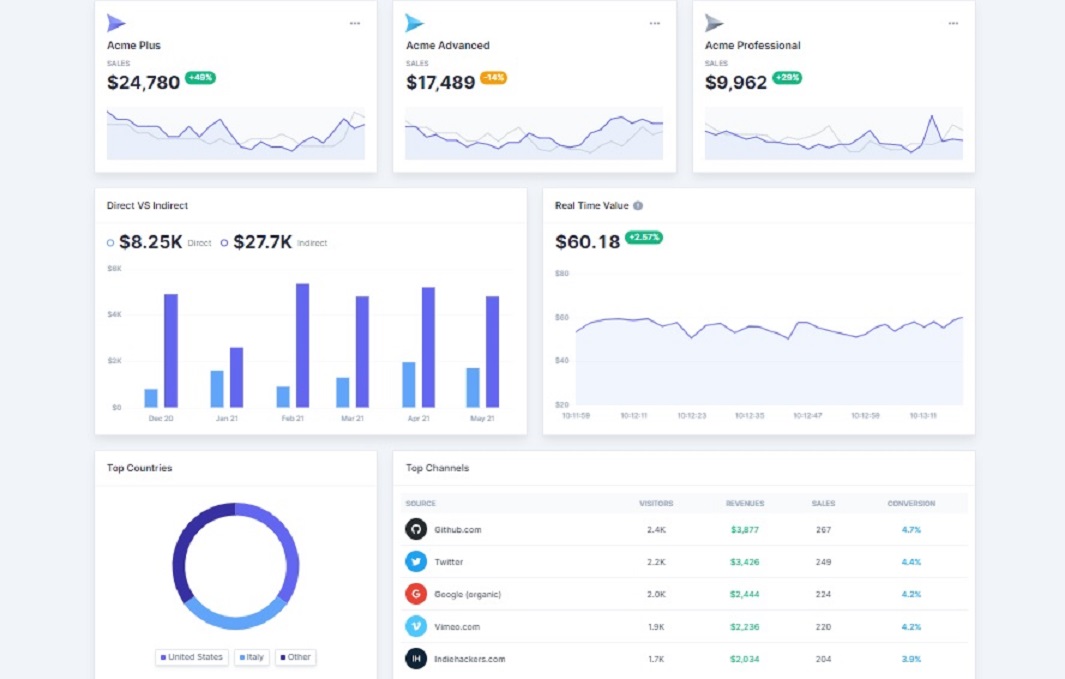 Acme Plus
SALES
$24,780 +49%
Acme Advanced
SALES
$17,489 -14%
Acme Professional
SALES
$9,962 +29%
Direct VS Indirect
$8.25K Direct $27.7K Indirect
$6K
$4K
$2K
$0
Dec 20 Jan 21 Feb 21 Mar 21 Apr 21 May 21
Real Time Value
$60.18 +2.57%
$80
$60
$40
$20
10:11:59 10:12:11 10:12:23 10:12:35 10:12:47 10:12:59 10:13:11
Top Countries
United States Italy Other
Top Channels
SOURCE VISITORS REVENUES SALES CONVERSION
Github.com 2.4K $3,877 267 4.7%
Twitter 2.2K $3,426 249 4.4%
G Google (organic) 2.0K $2,444 224 4.2%
Vimeo.com 1.9K $2,236 220 4.2%
IH Indiehackers.com 1.7K $2,034 204 3.9%